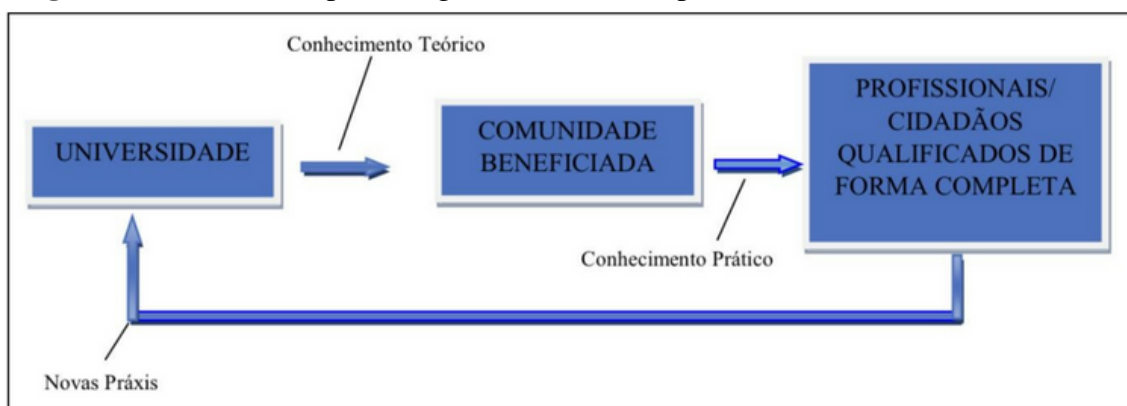 Conhecimento Teórico
UNIVERSIDADE
COMUNIDADE
BENEFICIADA
PROFISSIONAIS/
CIDADÃOS
QUALIFICADOS DE
FORMA COMPLETA
Conhecimento Prático
Novas Práxis